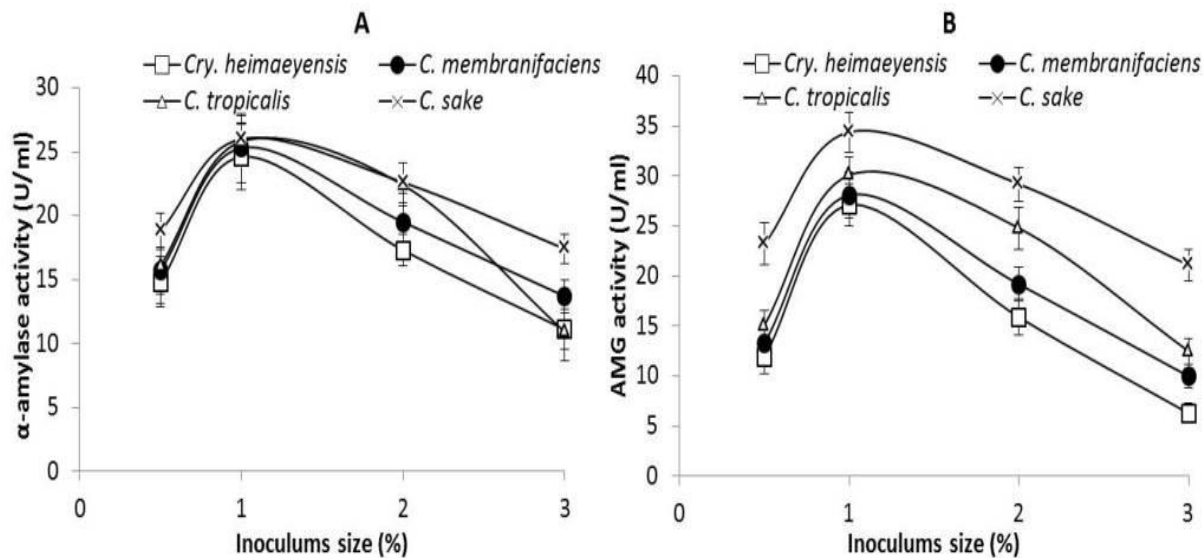 A
Cry. heimaeyensis
C. membranifaciens
C. tropicalis
C. sake
α-amylase activity (U/ml)
30
25
20
15
10
5
0
0 1 2 3
Inoculums size (%)
B
Cry. heimaeyensis
C. membranifaciens
C. tropicalis
C. sake
AMG activity (U/ml)
40
35
30
25
20
15
10
5
0
0 1 2 3
Inoculums size (%)